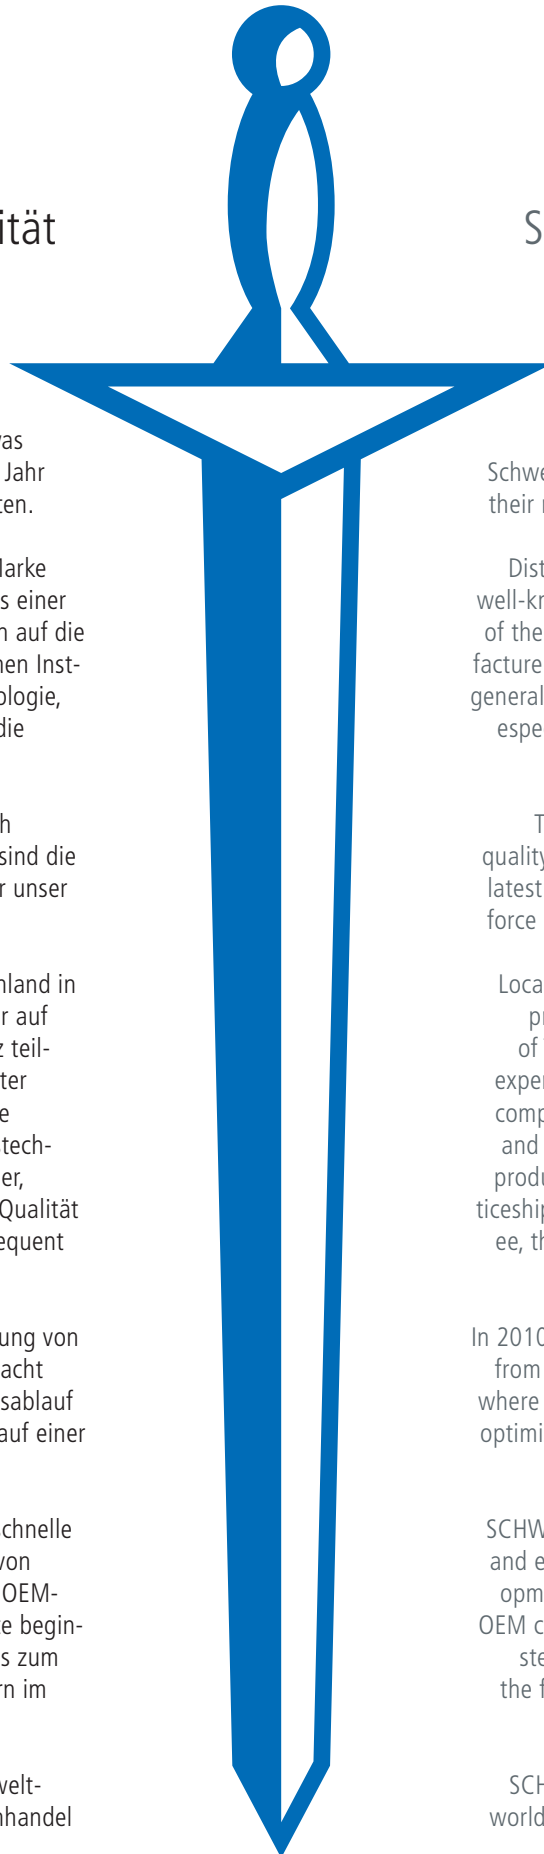 ität
as
Jahr
ten.
Marke
s einer
n auf die
nen Inst-
ologie,
die
h
sind die
r unser
nland in
r auf
z teil-
ter
e
tech-
er,
Qualität
equent
ung von
acht
sablauf
auf einer
chnelle
von
OEM-
e begin-
s zum
rn im
welt-
nhandel
S
Schwe
their
Dist
well-kn
of the
facture
general
espe
T
quality
latest
force
Loca
pr
of
exper
comp
and
produ
ticeship
ee, th
In 2010
from
where
optimi
SCHW
and e
opm
OEM c
ste
the f
SCH
world